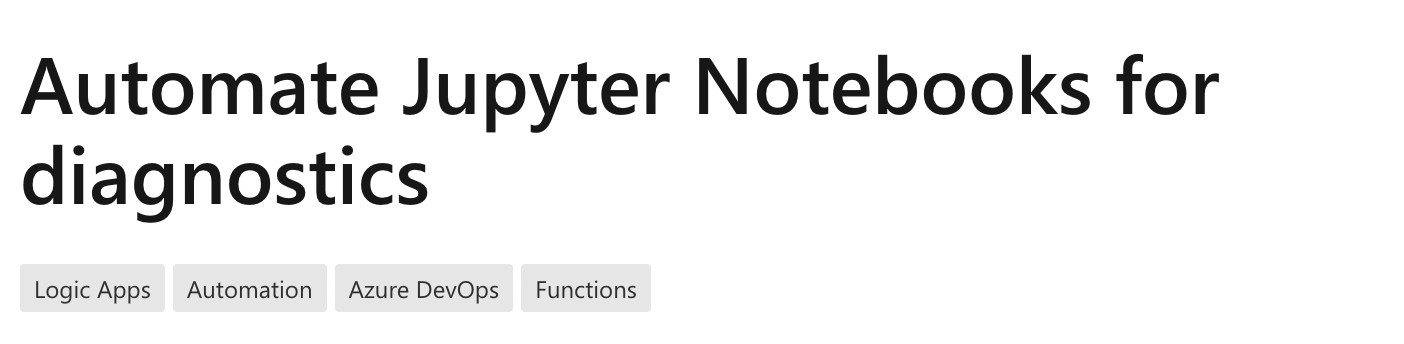 Automate Jupyter Notebooks for
diagnostics
Logic Apps Automation Azure DevOps Functions